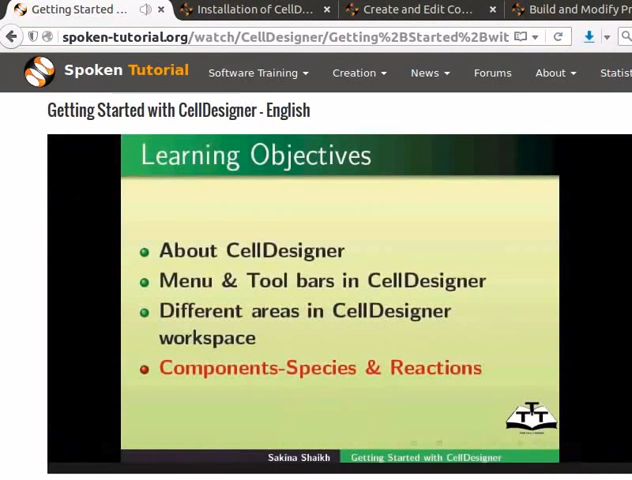 Getting Started ...
Installation of CellD...
Create and Edit Co...
Build and Modify Pr
spoken-tutorial.org/watch/CellDesigner/Getting%2BStarted%2Bwit
Spoken Tutorial
Software Training
Creation
News
Forums
About
Statist
Getting Started with CellDesigner - English
Learning Objectives
About CellDesigner
Menu & Tool bars in CellDesigner
Different areas in CellDesigner
workspace
Components-Species & Reactions
Sakina Shaikh
Getting Started with CellDesigner